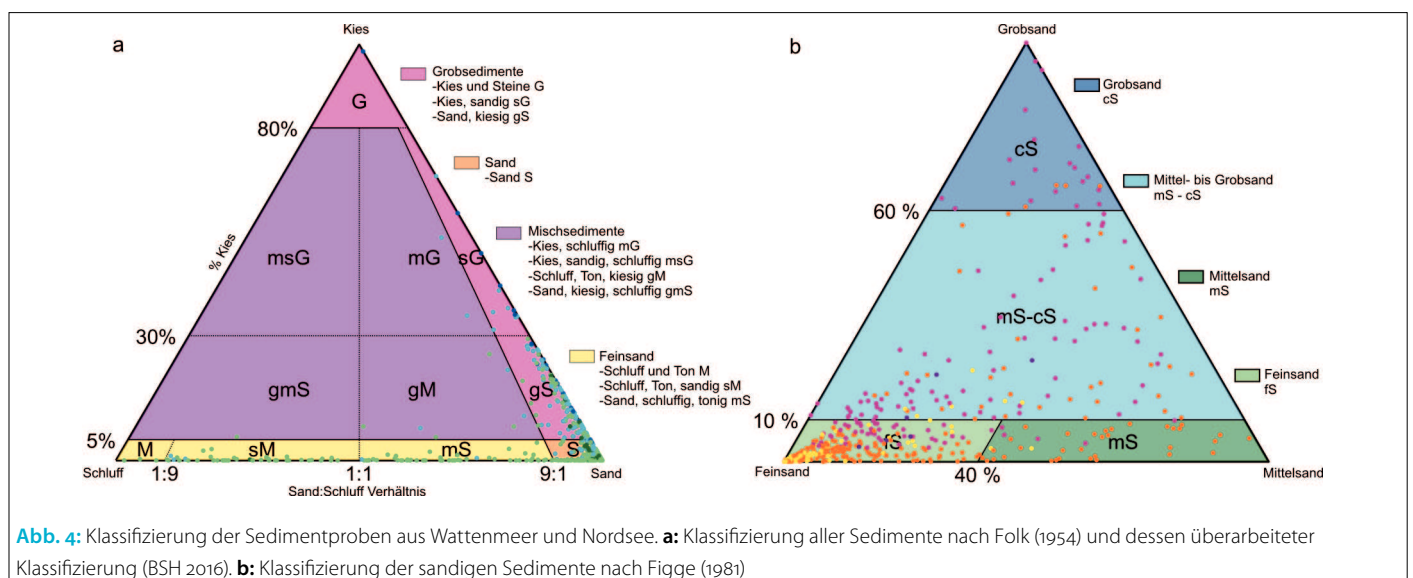 a
Kies
Grobsedimente
-Kies und Steine G
-Kies, sandig sG
-Sand, kiesig gS
G
80%
Sand
-Sand S
% Kies
msG
mG
sG
Mischsedimente
-Kies, schluffig mG
-Kies, sandig, schluffig msG
-Schluff, Ton, kiesig gM
-Sand, kiesig, schluffig gmS
30%
Feinsand
-Schluff und Ton M
-Schluff, Ton, sandig sM
-Sand, schluffig, tonig mS
gmS
gM
gS
5%
M
sM
mS
S
Schluff
1:9
1:1
9:1
Sand
Sand:Schluff Verhältnis
b
Grobsand
Grobsand
cS
cS
Mittel- bis Grobsand
mS - cS
60 %
Mittelsand
mS
mS-cS
Feinsand
fS
10 %
fS
mS
Feinsand
40 %
Mittelsand
Abb. 4: Klassifizierung der Sedimentproben aus Wattenmeer und Nordsee. a: Klassifizierung aller Sedimente nach Folk (1954) und dessen überarbeiteter
Klassifizierung (BSH 2016). b: Klassifizierung der sandigen Sedimente nach Figge (1981)